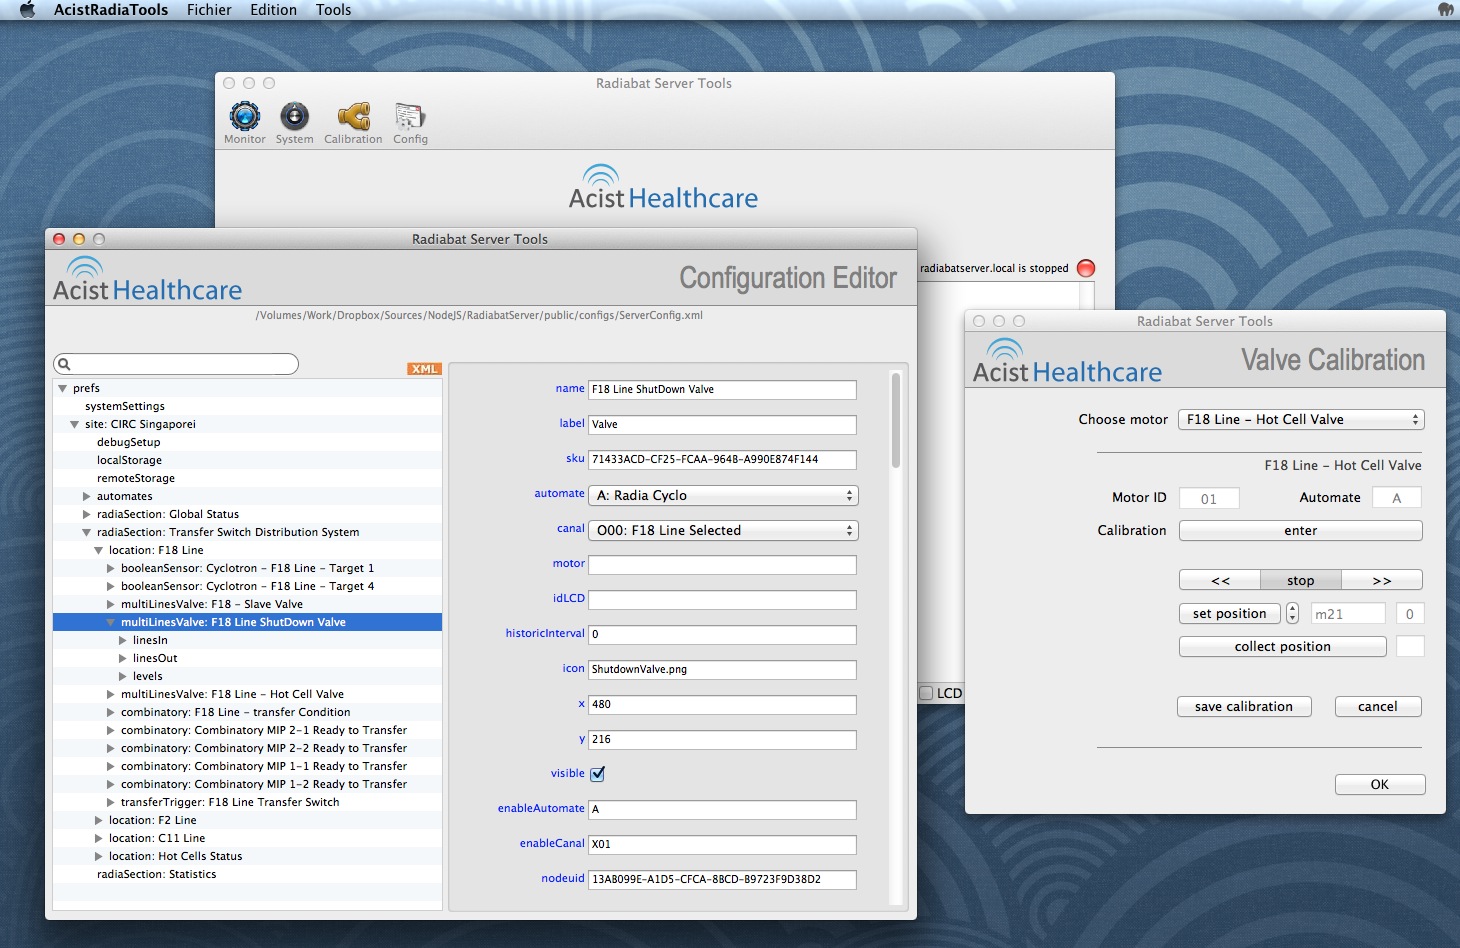 AcistRadiaTools Fichier Edition Tools
Radiabat Server Tools
Monitor System Calibration Config
Acist Healthcare
radiabatserver.local is stopped
LCD
Radiabat Server Tools
Acist Healthcare
Configuration Editor
/Volumes/Work/Dropbox/Sources/NodeJS/RadiabatServer/public/configs/ServerConfig.xml
XML
prefs
systemSettings
site: CIRC Singaporei
debugSetup
localStorage
remoteStorage
automates
radiaSection: Global Status
radiaSection: Transfer Switch Distribution System
location: F18 Line
booleanSensor: Cyclotron - F18 Line - Target 1
booleanSensor: Cyclotron - F18 Line - Target 4
multiLinesValve: F18 - Slave Valve
multiLinesValve: F18 Line ShutDown Valve
linesIn
linesOut
levels
multiLinesValve: F18 Line - Hot Cell Valve
combinatory: F18 Line - transfer Condition
combinatory: Combinatory MIP 2-1 Ready to Transfer
combinatory: Combinatory MIP 2-2 Ready to Transfer
combinatory: Combinatory MIP 1-1 Ready to Transfer
combinatory: Combinatory MIP 1-2 Ready to Transfer
transferTrigger: F18 Line Transfer Switch
location: F2 Line
location: C11 Line
location: Hot Cells Status
radiaSection: Statistics
name F18 Line ShutDown Valve
label Valve
sku 71433ACD-CF25-FCAA-964B-A990E874F144
automate A: Radia Cyclo
canal O00: F18 Line Selected
motor
idLCD
historicInterval 0
icon ShutdownValve.png
x 480
y 216
visible
enableAutomate A
enableCanal X01
nodeuid 13AB099E-A1D5-CFCA-8BCD-B9723F9D38D2
Radiabat Server Tools
Acist Healthcare
Valve Calibration
Choose motor F18 Line - Hot Cell Valve
F18 Line - Hot Cell Valve
Motor ID 01 Automate A
Calibration enter
<< stop >>
set position m21 0
collect position
save calibration cancel
OK